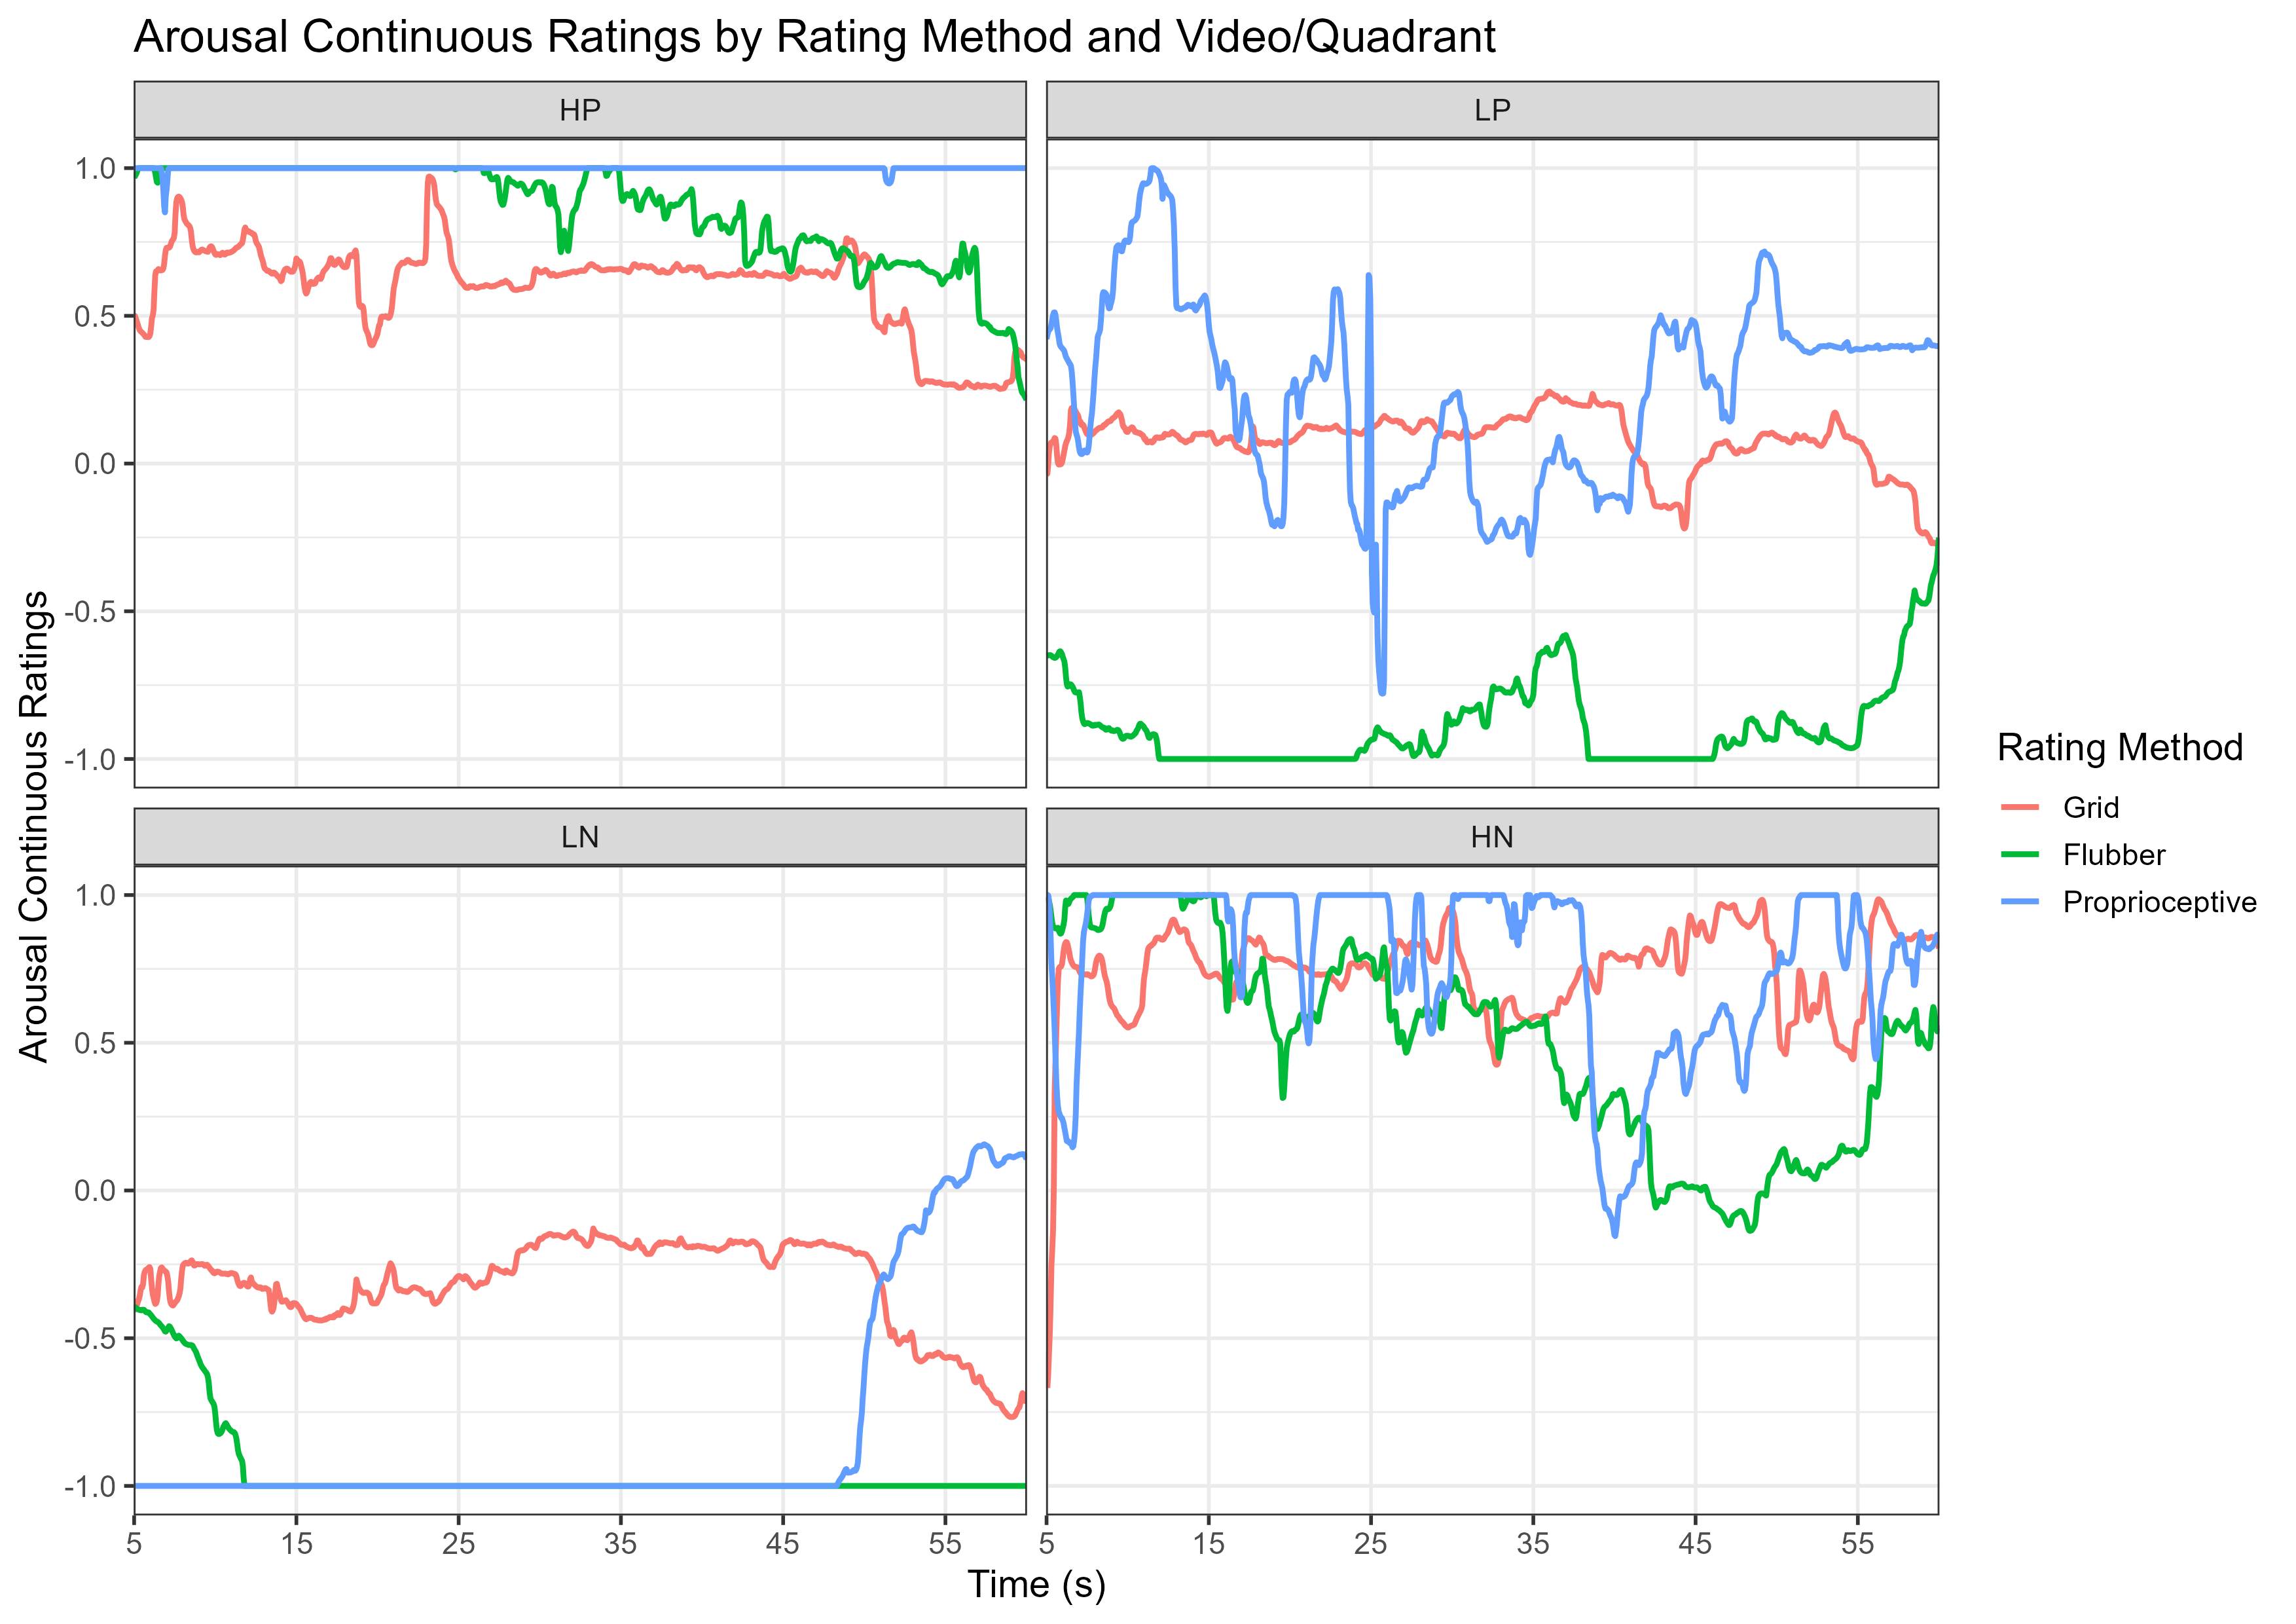 Arousal Continuous Ratings by Rating Method and Video/Quadrant
HP
LP
1.0
0.5
0.0
-0.5
-1.0
LN
HN
1.0
0.5
0.0
-0.5
-1.0
5 15 25 35 45 55
5 15 25 35 45 55
Time (s)
Arousal Continuous Ratings
Rating Method
Grid
Flubber
Proprioceptive